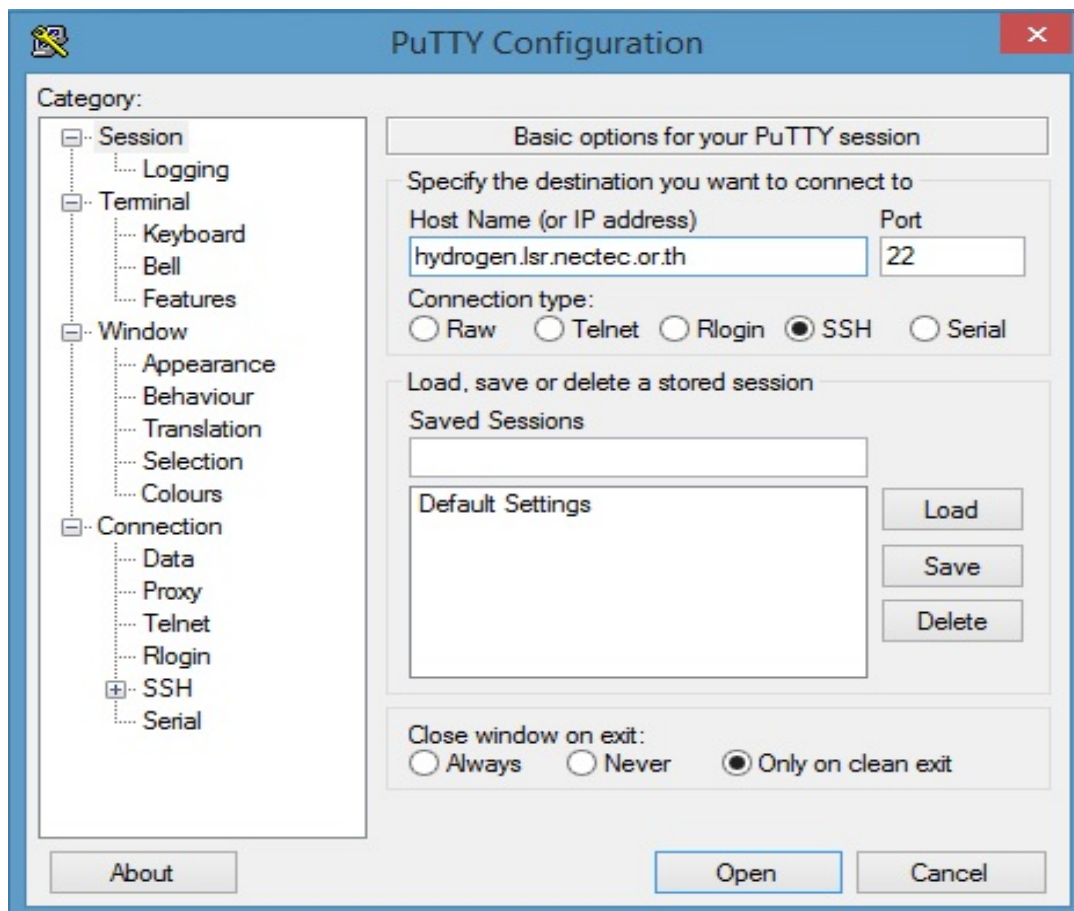 PuTTY Configuration
Category:
Session
Logging
Terminal
Keyboard
Bell
Features
Window
Appearance
Behaviour
Translation
Selection
Colours
Connection
Data
Proxy
Telnet
Rlogin
SSH
Serial
Basic options for your PuTTY session
Specify the destination you want to connect to
Host Name (or IP address) Port
hydrogen.lsr.nectec.or.th 22
Connection type:
Raw Telnet Rlogin SSH Serial
Load, save or delete a stored session
Saved Sessions
Default Settings
Load
Save
Delete
Close window on exit:
Always Never Only on clean exit
About Open Cancel